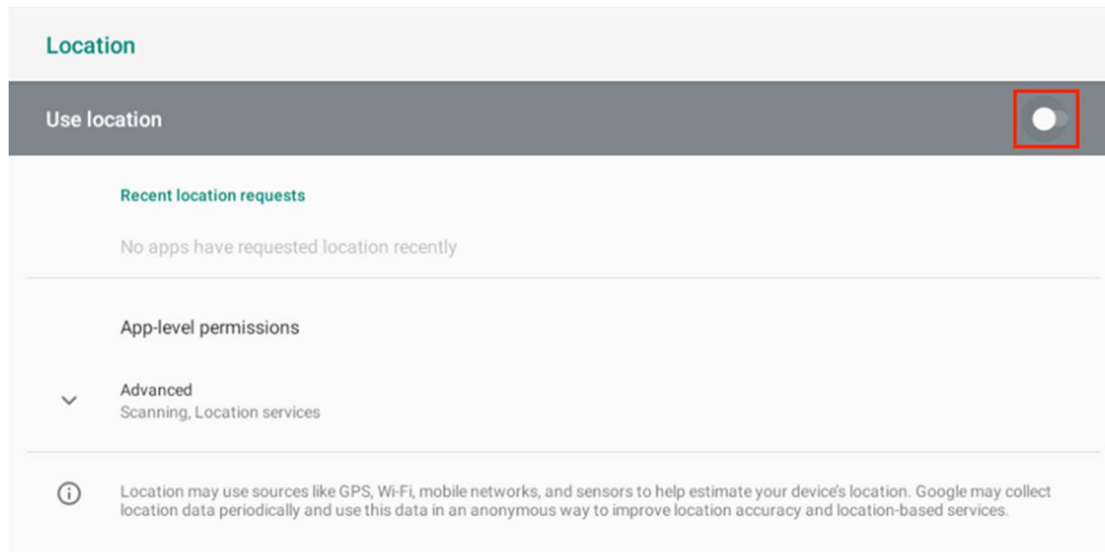 Location
Use location
Recent location requests
No apps have requested location recently
App-level permissions
Advanced
Scanning, Location services
Location may use sources like GPS, Wi-Fi, mobile networks, and sensors to help estimate your device's location. Google may collect
location data periodically and use this data in an anonymous way to improve location accuracy and location-based services.